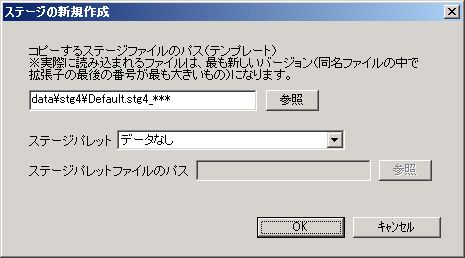 ステージの新規作成
コピーするステージファイルのパス(テンプレート)
※実際に読み込まれるファイルは、最も新しいバージョン(同名ファイルの中で
拡張子の最後の番号が最も大きいもの)になります。
data¥stg4¥Default.stg4_***
参照
ステージパレット
データなし
ステージパレットファイルのパス
参照
OK
キャンセル